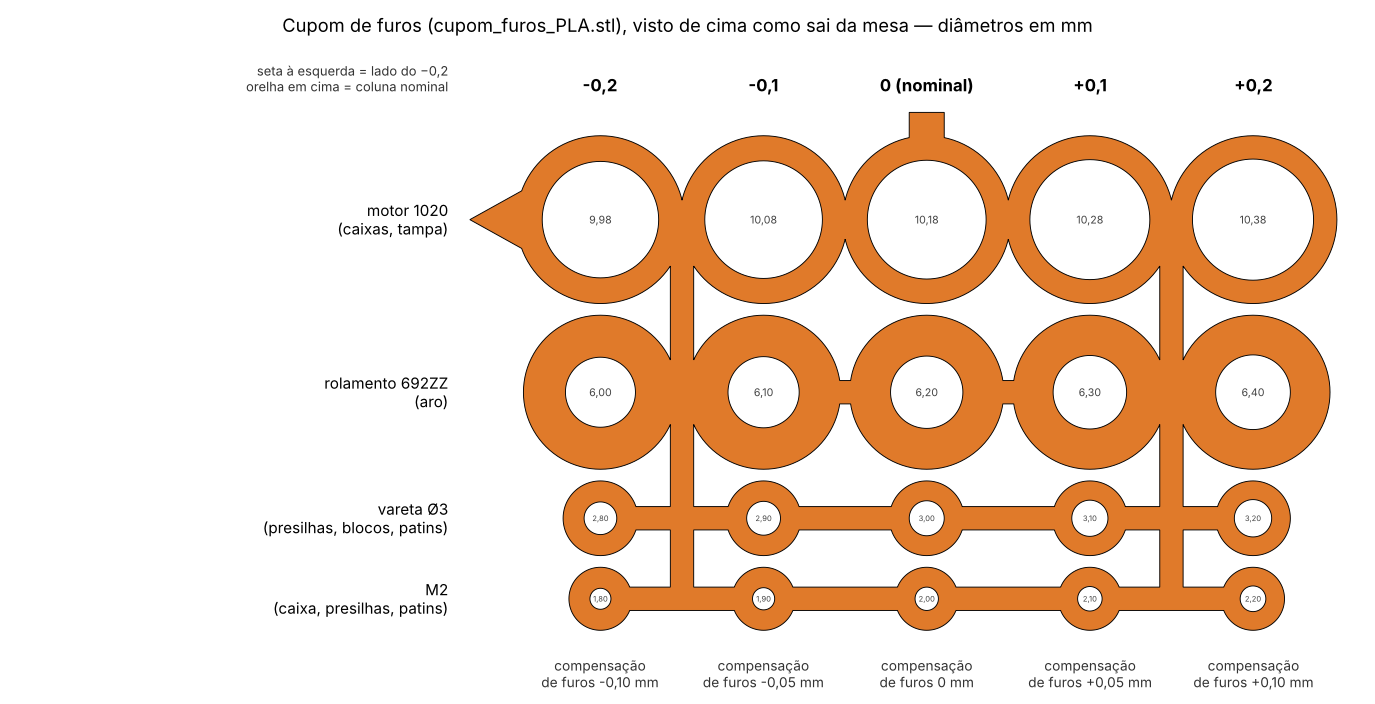 Cupom de furos (cupom_furos_PLA.stl), visto de cima como sai da mesa — diâmetros em mm
seta à esquerda = lado do −0,2
orelha em cima = coluna nominal
-0,2
-0,1
0 (nominal)
+0,1
+0,2
motor 1020
(caixas, tampa)
9,98
10,08
10,18
10,28
10,38
rolamento 692ZZ
(aro)
6,00
6,10
6,20
6,30
6,40
vareta Ø3
(presilhas, blocos, patins)
2,80
2,90
3,00
3,10
3,20
M2
(caixa, presilhas, patins)
1,80
1,90
2,00
2,10
2,20
compensação
de furos -0,10 mm
compensação
de furos -0,05 mm
compensação
de furos 0 mm
compensação
de furos +0,05 mm
compensação
de furos +0,10 mm